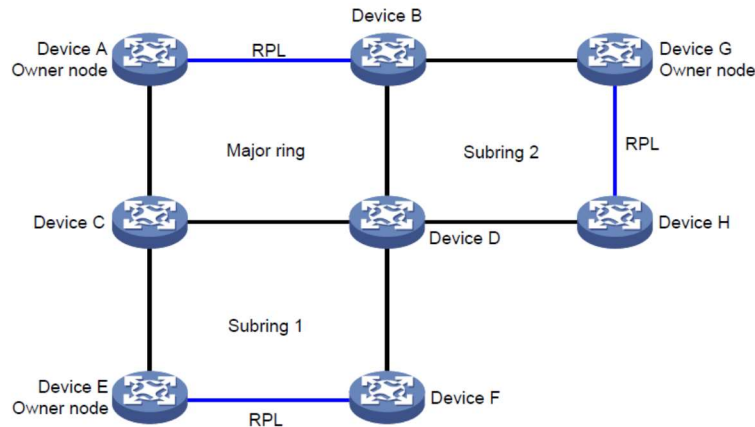 Device B
Device A
Owner node
RPL
Device G
Owner node
Major ring
Subring 2
RPL
Device C
Device D
Device H
Subring 1
Device E
Owner node
RPL
Device F